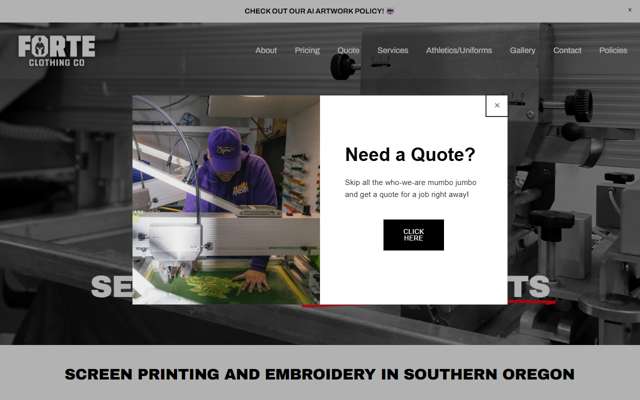 CHECK OUT OUR AI ARTWORK POLICY!
×
FORTE
CLOTHING CO
About
Pricing
Quote
Services
Athletics/Uniforms
Gallery
Contact
Policies
×
Need a Quote?
Skip all the who-we-are mumbo jumbo
and get a quote for a job right away!
CLICK
HERE
SCREEN PRINTING AND EMBROIDERY IN SOUTHERN OREGON